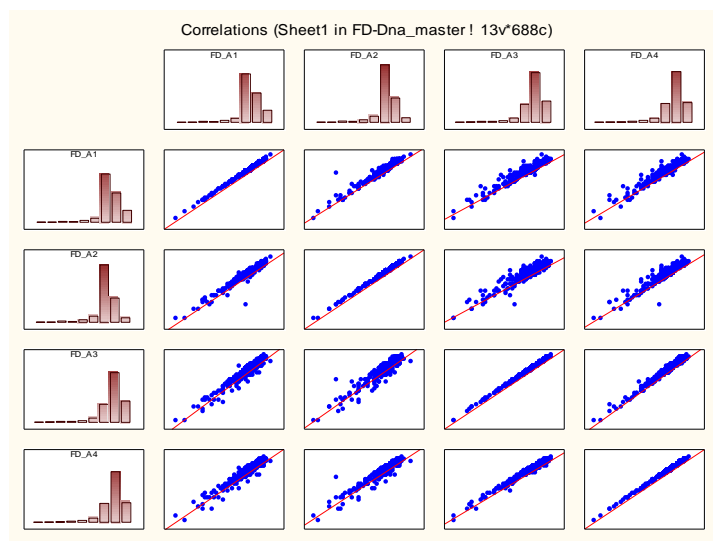 Correlations (Sheet1 in FD-Dna_master ! 13v*688c)
FD_A1
FD_A2
FD_A3
FD_A4
FD_A1
FD_A2
FD_A3
FD_A4